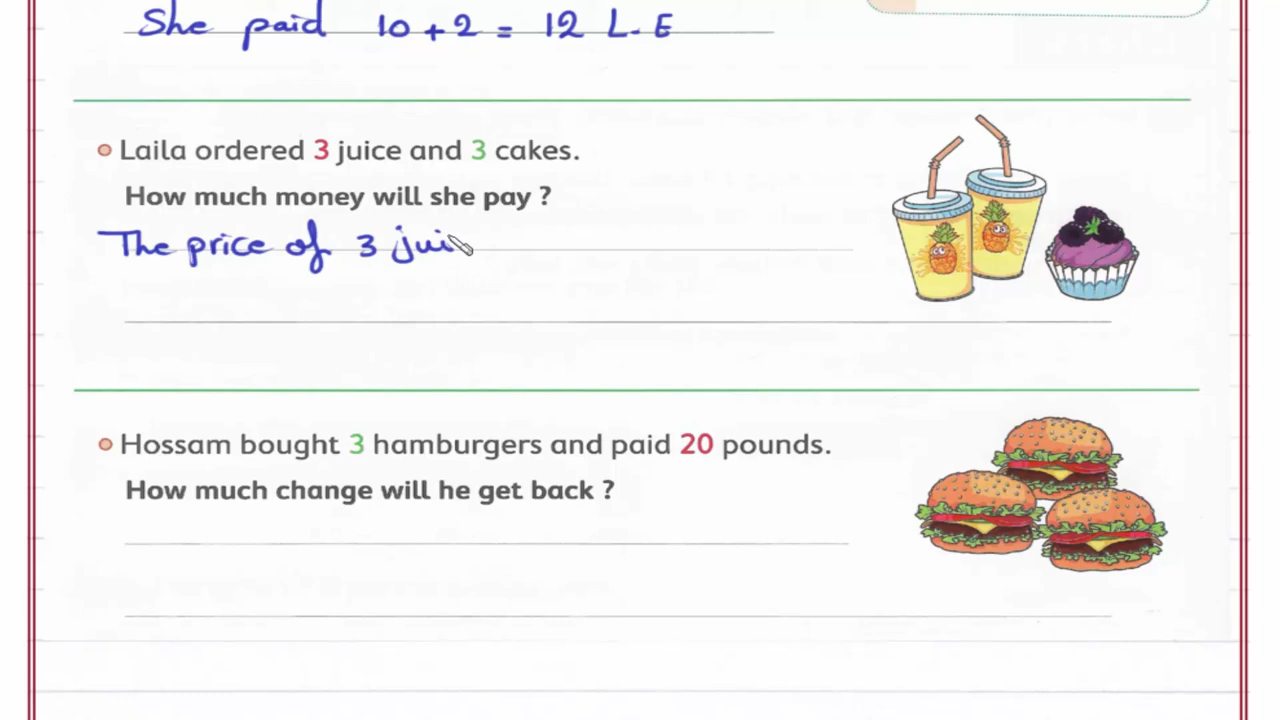 She paid 10 + 2 = 12 L.E
Laila ordered 3 juice and 3 cakes.
How much money will she pay ?
The price of 3 jui
Hossam bought 3 hamburgers and paid 20 pounds.
How much change will he get back ?